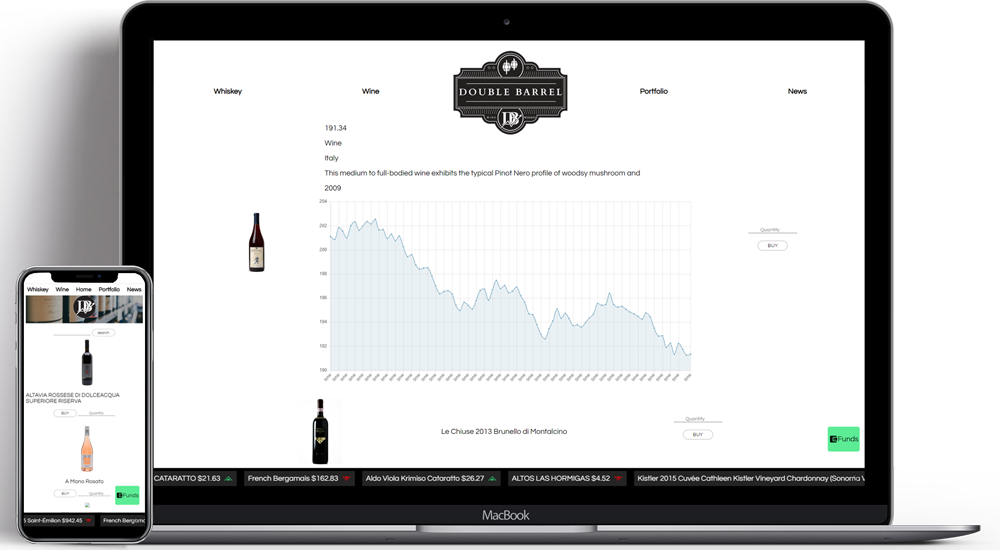 Whiskey
Wine
DOUBLE BARREL
DB
Portfolio
News
191.34
Wine
Italy
This medium to full-bodied wine exhibits the typical Pinot Nero profile of woodsy mushroom and
2009
204
202
200
198
196
194
192
190
Quantity
BUY
Le Chiuse 2013 Brunello di Montalcino
Quantity
BUY
Funds
CATARATTO $21.63
French Bergamais $162.83
Aldo Viola Krimiso Cataratto $26.27
ALTOS LAS HORMIGAS $4.52
Kistler 2015 Cuvée Cathleen Kistler Vineyard Chardonnay (Sonoma V
MacBook
Whiskey Wine Home Portfolio News
DB
search
ALTAVIA ROSSESE DI DOLCEACQUA
SUPERIORE RISERVA
BUY Quantity
A Mano Rosato
BUY Quantity
Funds
5 Saint-Émilion $942.45
French Bergama